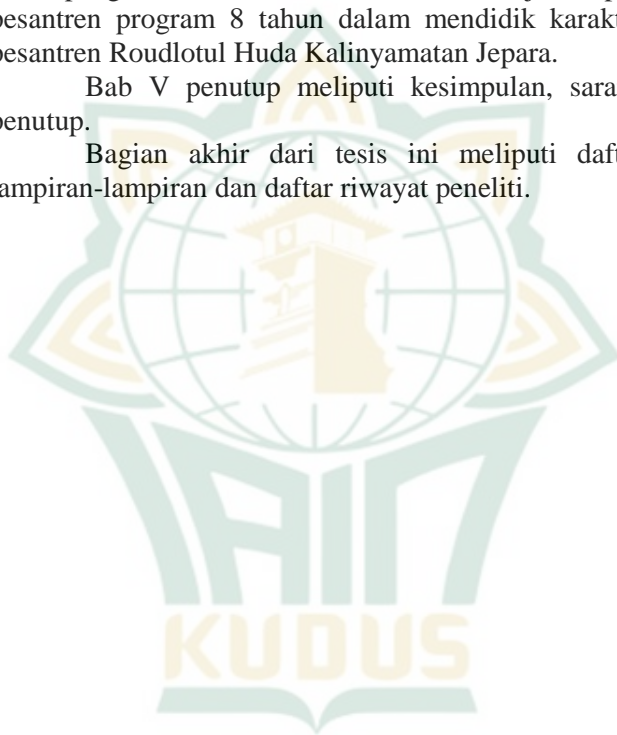 pesantren program 8 tahun dalam mendidik karakt
pesantren Roudlotul Huda Kalinyamatan Jepara.
Bab V penutup meliputi kesimpulan, sara
penutup.
Bagian akhir dari tesis ini meliputi daft
lampiran-lampiran dan daftar riwayat peneliti.
IAIN
KUDUS